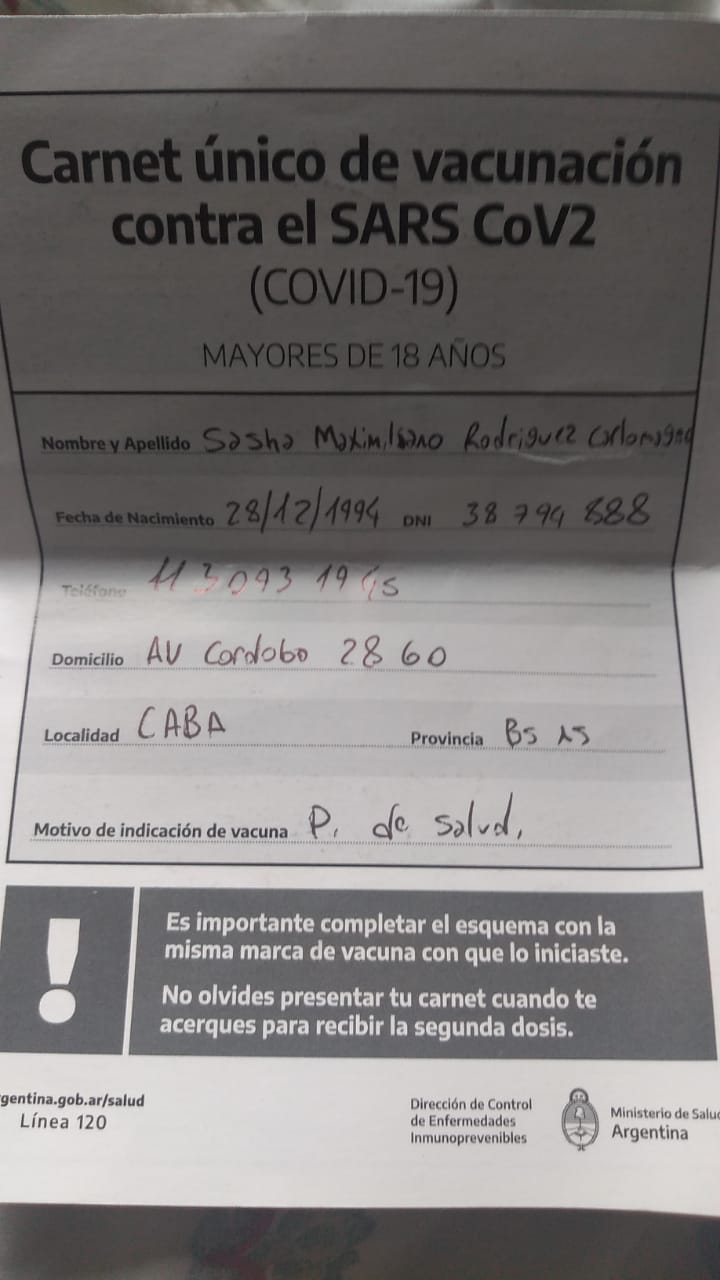 Carnet único de vacunación
contra el SARS CoV2
(COVID-19)
MAYORES DE 18 AÑOS
Nombre y Apellido Sasha Maximiliano Rodriguez Carlomagno
Fecha de Nacimiento 28/12/1994 DNI 38 794 888
Teléfono 11 3093 1945
Domicilio AV Cordoba 2860
Localidad CABA Provincia BS AS
Motivo de indicación de vacuna P. de salud,
!
Es importante completar el esquema con la
misma marca de vacuna con que lo iniciaste.
No olvides presentar tu carnet cuando te
acerques para recibir la segunda dosis.
gentina.gob.ar/salud
Línea 120
Dirección de Control
de Enfermedades
Inmunoprevenibles
Ministerio de Salud
Argentina